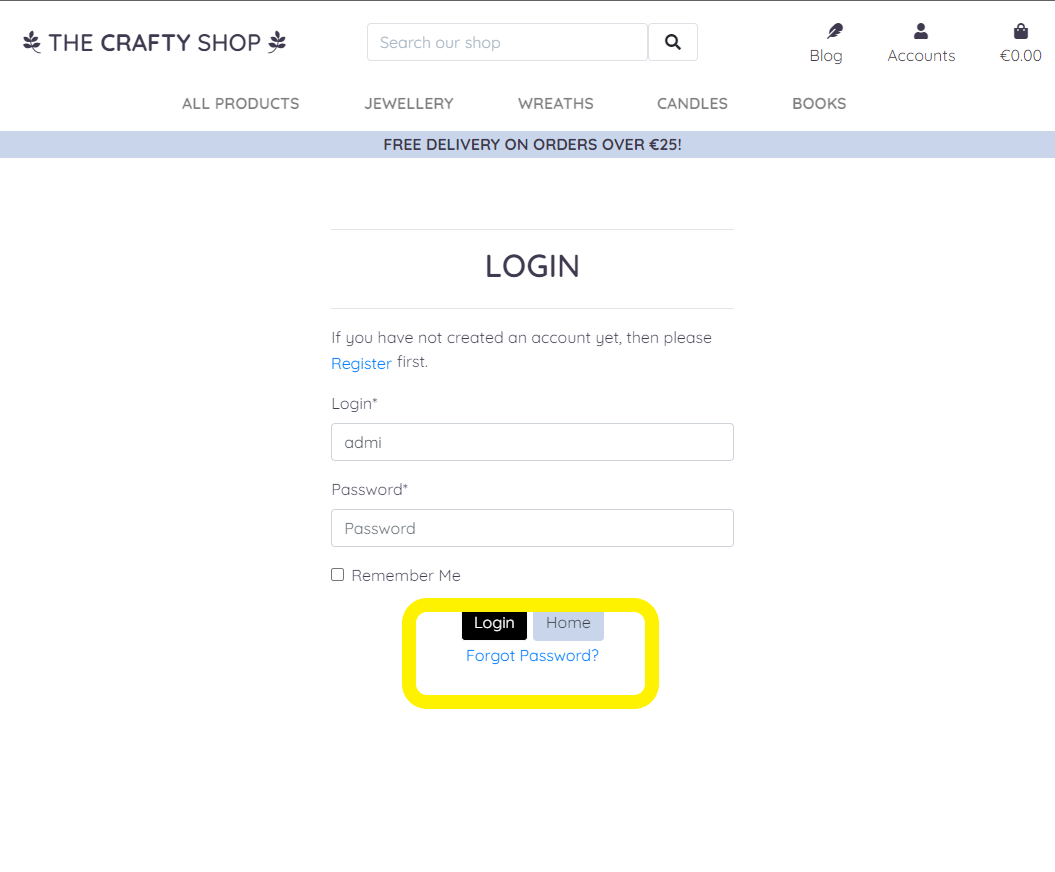 THE CRAFTY SHOP
Search our shop
Blog
Accounts
€0.00
ALL PRODUCTS
JEWELLERY
WREATHS
CANDLES
BOOKS
FREE DELIVERY ON ORDERS OVER €25!
LOGIN
If you have not created an account yet, then please
Register first.
Login*
admi
Password*
Password
Remember Me
Login Home
Forgot Password?